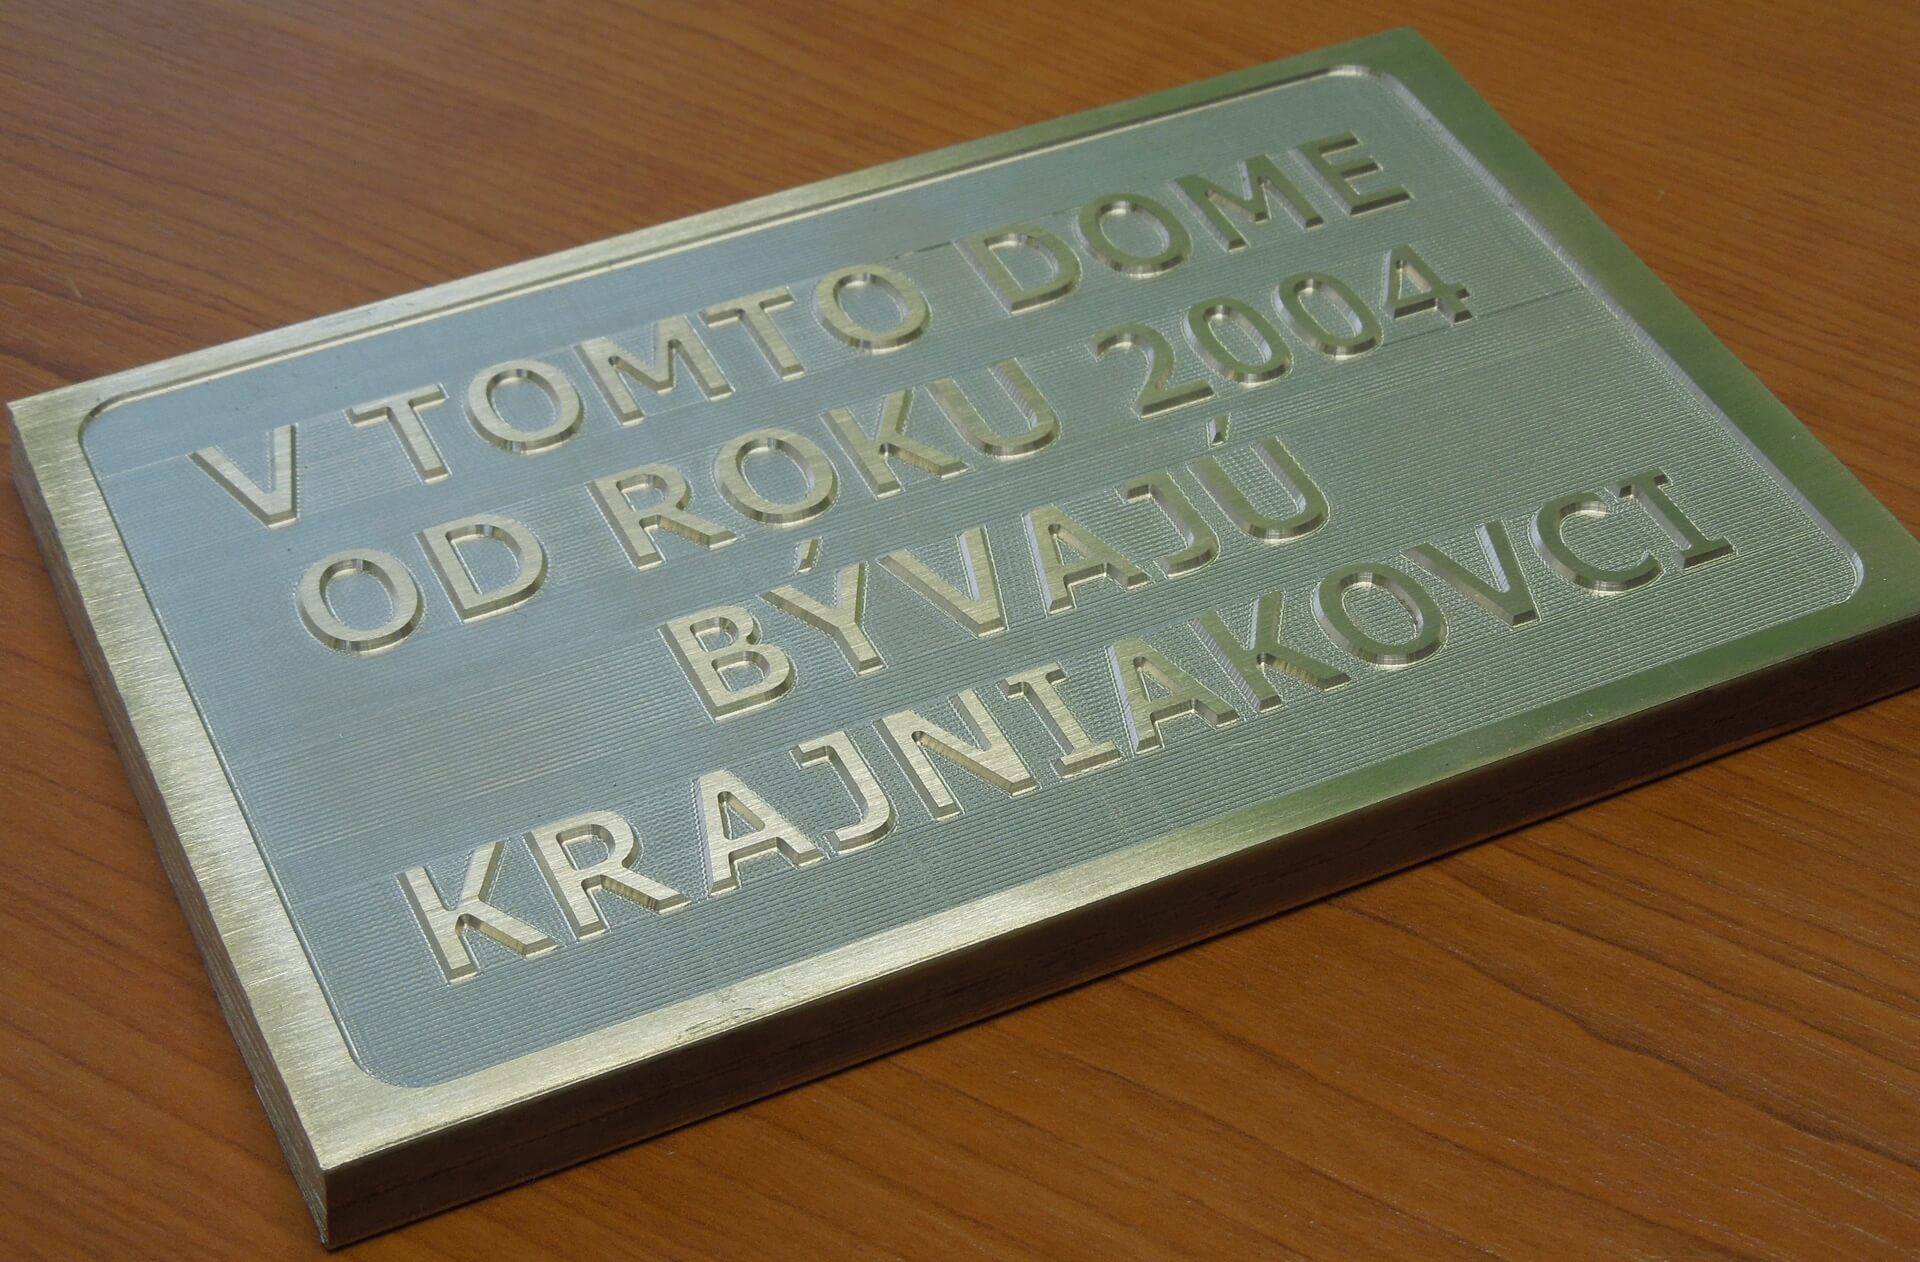 V TOMTO DOME
OD ROKU 2004
BÝVAJÚ
KRAJNIAKOVCI